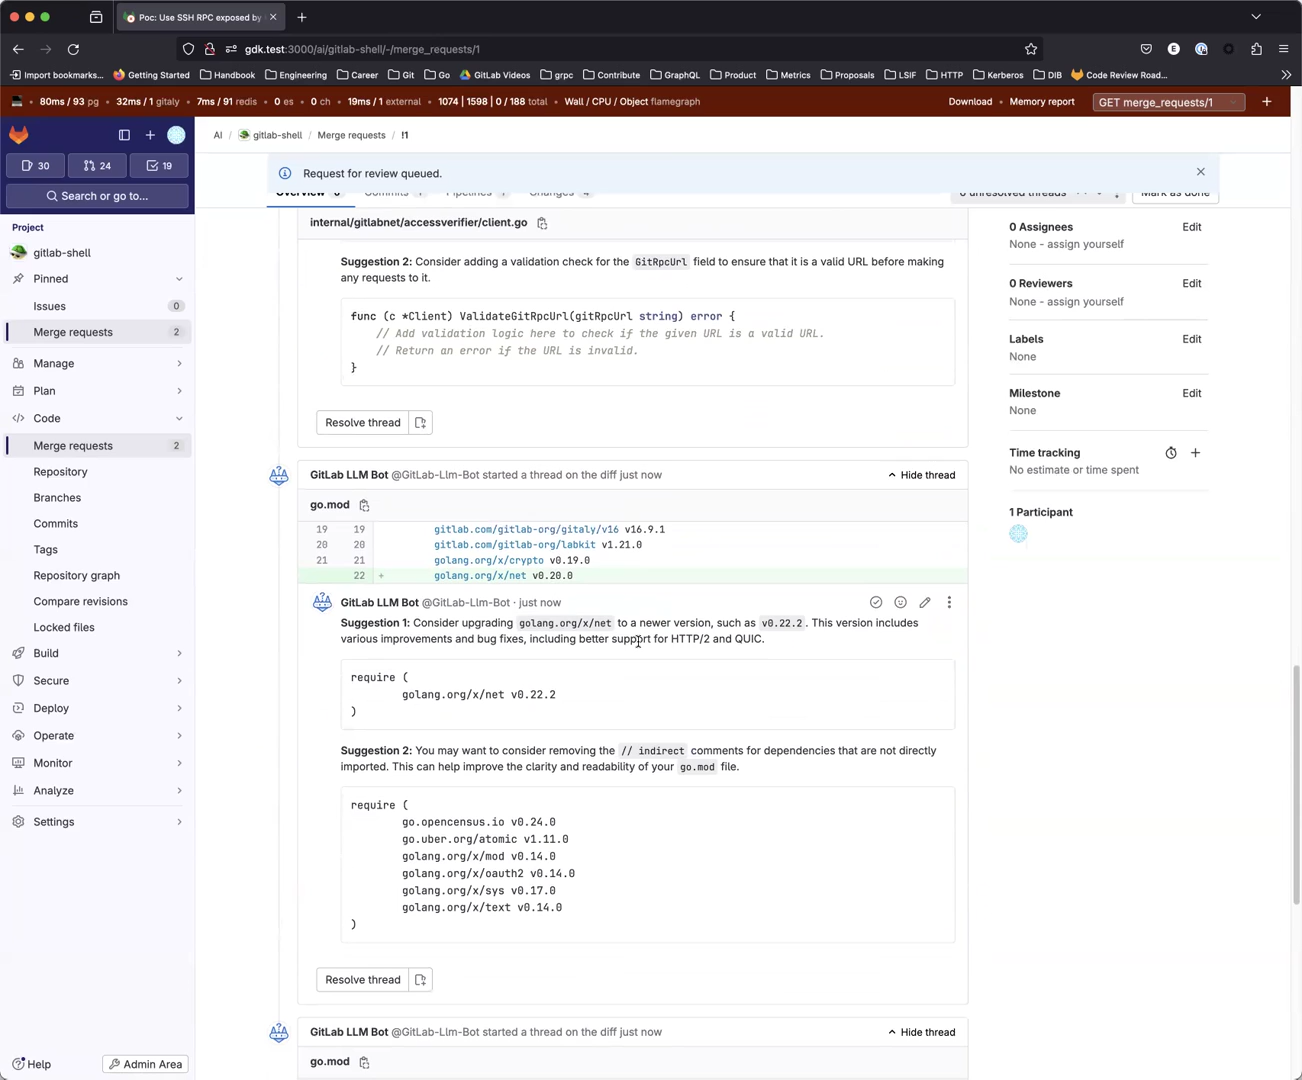 Poc: Use SSH RPC exposed by
gdk.test:3000/ai/gitlab-shell/-/merge_requests/1
Import bookmarks... Getting Started Handbook Engineering Career Git Go GitLab Videos grpc Contribute GraphQL Product Metrics Proposals LSIF HTTP Kerberos DIB Code Review Road...
80ms / 93 pg 32ms / 1 gitaly 7ms / 91 redis 0 es 0 ch 19ms / 1 external 1074 | 1598 | 0 / 188 total Wall / CPU / Object flamegraph Download Memory report GET merge_requests/1
AI / gitlab-shell / Merge requests / !1
30 24 19
Request for review queued.
Search or go to...
Project
gitlab-shell
Pinned
Issues 0
Merge requests 2
Manage
Plan
Code
Merge requests 2
Repository
Branches
Commits
Tags
Repository graph
Compare revisions
Locked files
Build
Secure
Deploy
Operate
Monitor
Analyze
Settings
Help
Admin Area
internal/gitlabnet/accessverifier/client.go
Suggestion 2: Consider adding a validation check for the GitRpcUrl field to ensure that it is a valid URL before making
any requests to it.
func (c *Client) ValidateGitRpcUrl(gitRpcUrl string) error {
// Add validation logic here to check if the given URL is a valid URL.
// Return an error if the URL is invalid.
}
Resolve thread
GitLab LLM Bot @GitLab-Llm-Bot started a thread on the diff just now Hide thread
go.mod
19 19 gitlab.com/gitlab-org/gitaly/v16 v16.9.1
20 20 gitlab.com/gitlab-org/labkit v1.21.0
21 21 golang.org/x/crypto v0.19.0
22 + golang.org/x/net v0.20.0
GitLab LLM Bot @GitLab-Llm-Bot · just now
Suggestion 1: Consider upgrading golang.org/x/net to a newer version, such as v0.22.2. This version includes
various improvements and bug fixes, including better support for HTTP/2 and QUIC.
require (
golang.org/x/net v0.22.2
)
Suggestion 2: You may want to consider removing the // indirect comments for dependencies that are not directly
imported. This can help improve the clarity and readability of your go.mod file.
require (
go.opencensus.io v0.24.0
go.uber.org/atomic v1.11.0
golang.org/x/mod v0.14.0
golang.org/x/oauth2 v0.14.0
golang.org/x/sys v0.17.0
golang.org/x/text v0.14.0
)
Resolve thread
GitLab LLM Bot @GitLab-Llm-Bot started a thread on the diff just now Hide thread
go.mod
0 Assignees Edit
None - assign yourself
0 Reviewers Edit
None - assign yourself
Labels Edit
None
Milestone Edit
None
Time tracking
No estimate or time spent
1 Participant